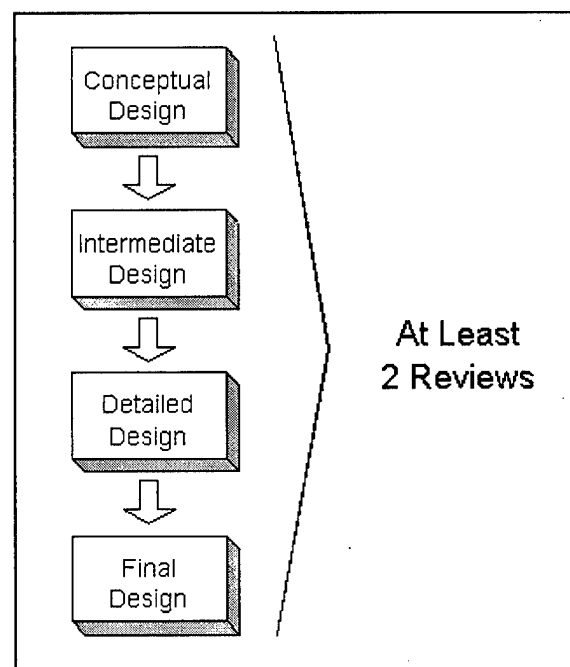 Conceptual
Design
Intermediate
Design
Detailed
Design
Final
Design
At Least
2 Reviews